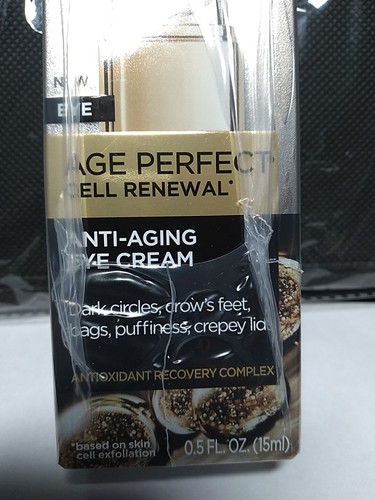 NEW
EYE
AGE PERFECT
CELL RENEWAL*
ANTI-AGING
EYE CREAM
Dark circles, crow's feet,
bags, puffiness, crepey lids
ANTIOXIDANT RECOVERY COMPLEX
*based on skin
cell exfoliation
0.5 FL. OZ. (15ml)